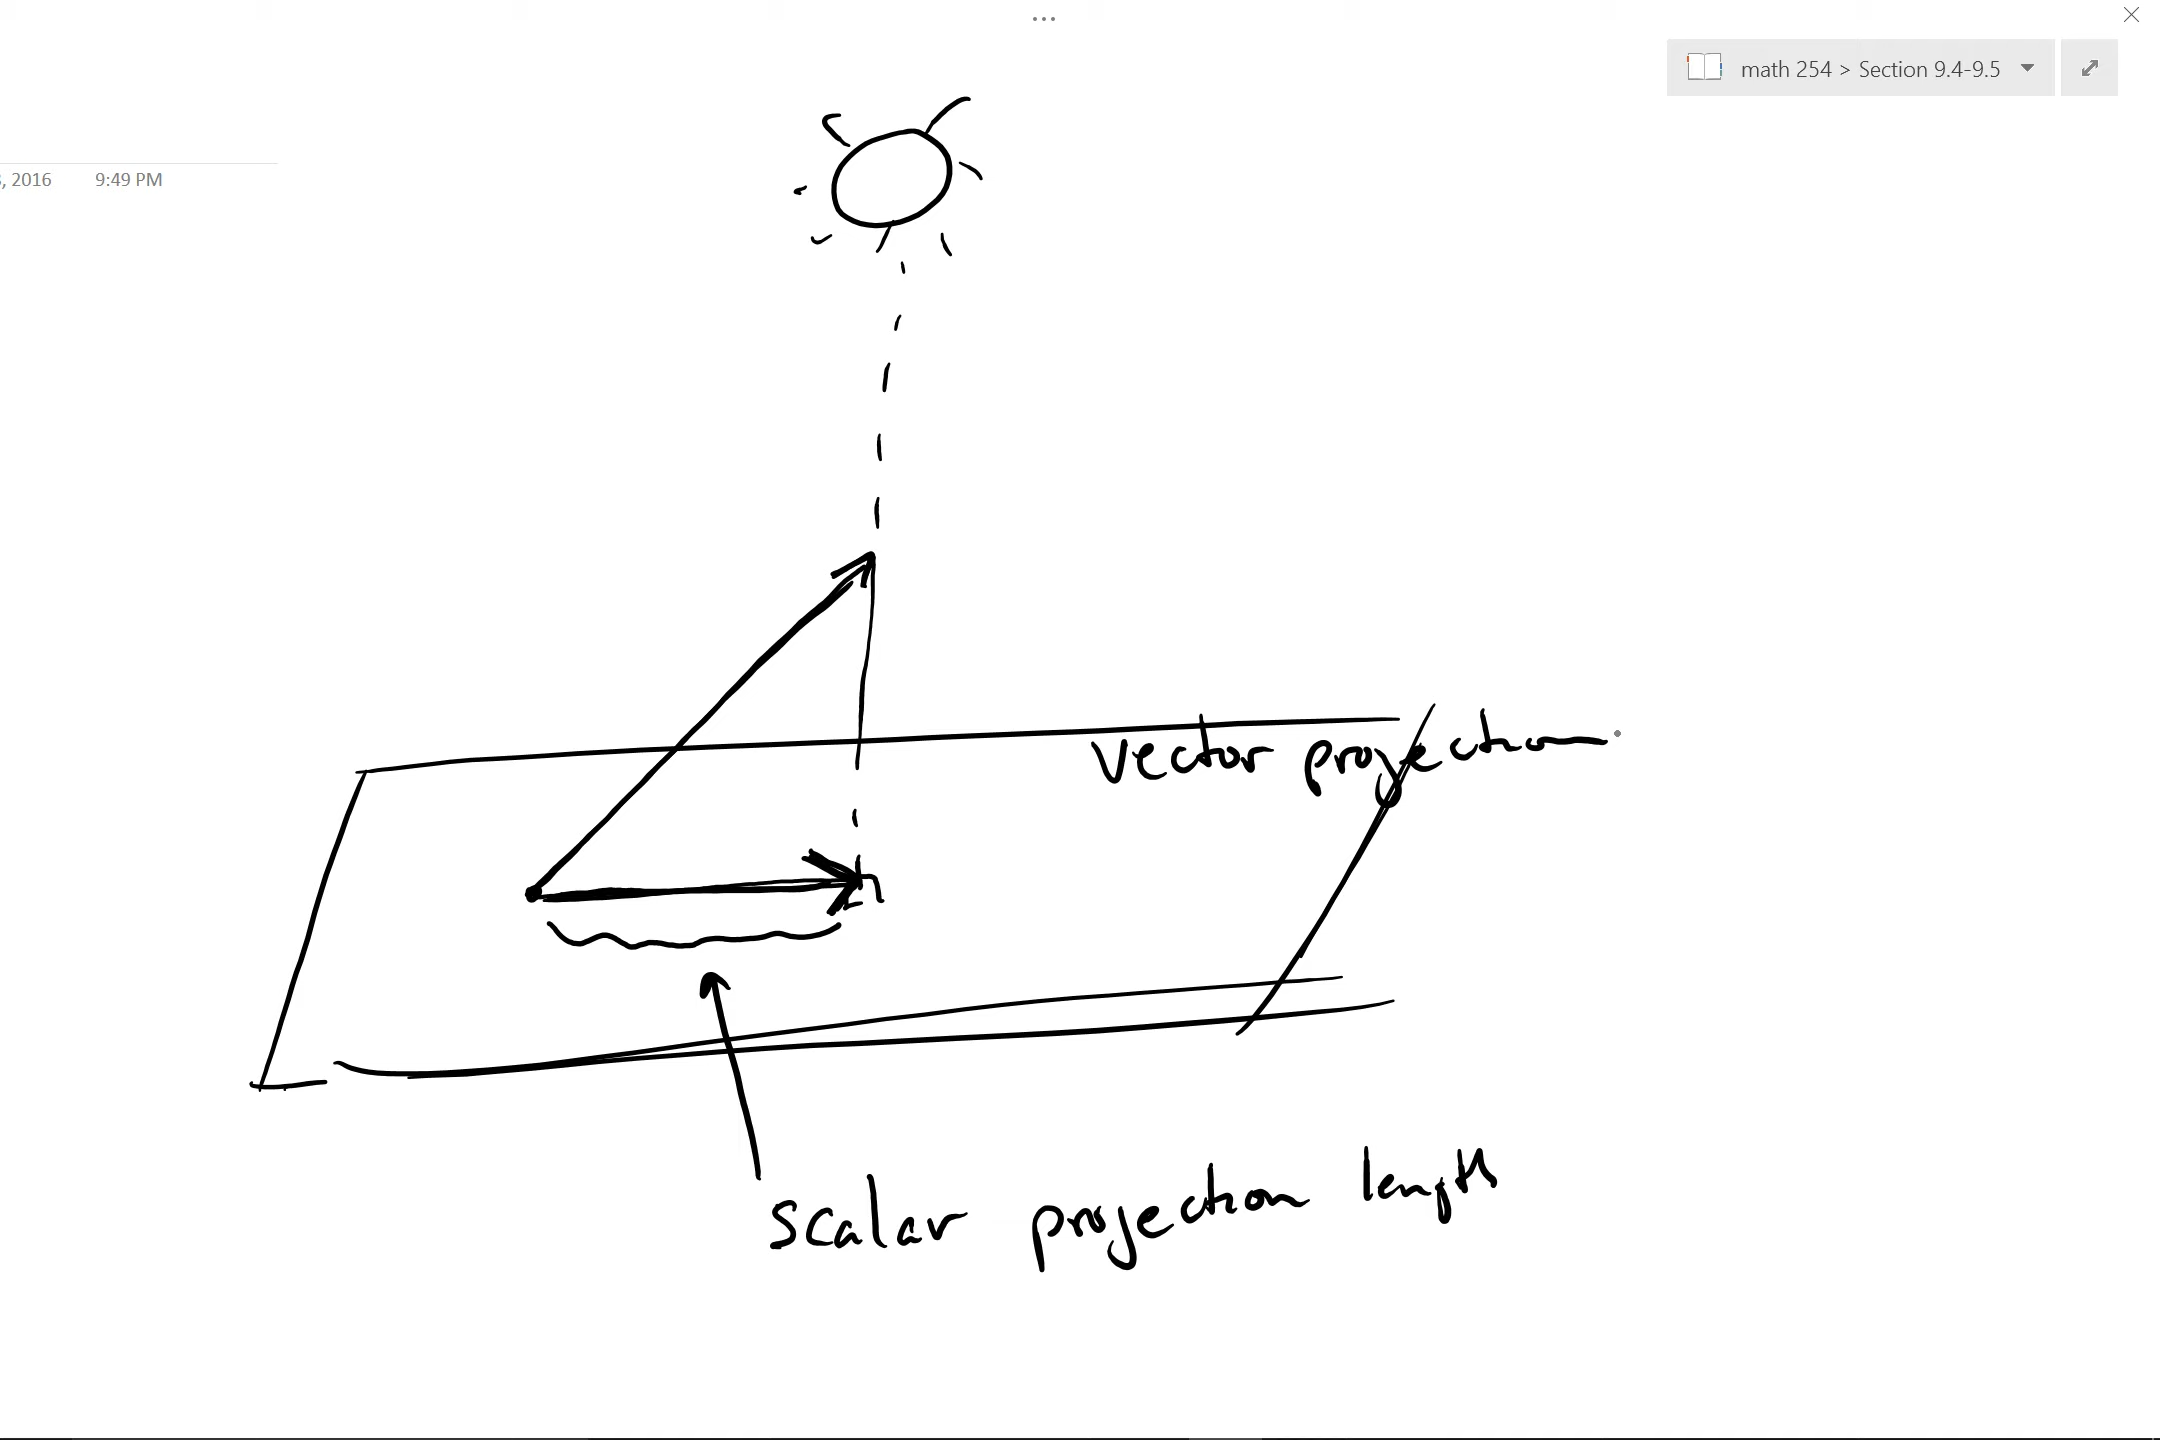 math 254 > Section 9.4-9.5
, 2016 9:49 PM
vector projection
scalar projection length